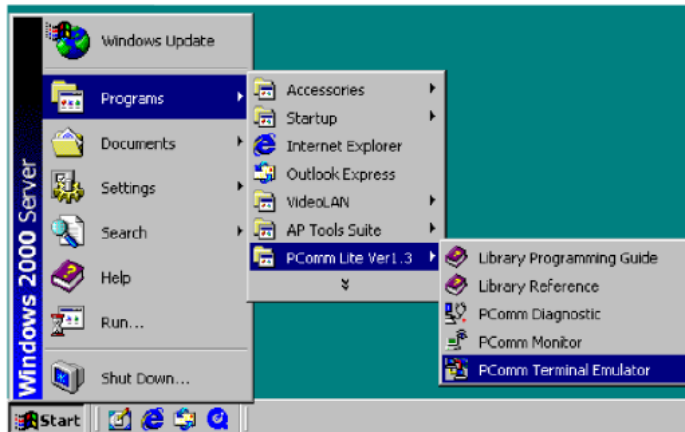 Windows 2000 Server
Windows Update
Programs
Documents
Settings
Search
Help
Run...
Shut Down...
Accessories
Startup
Internet Explorer
Outlook Express
VideoLAN
AP Tools Suite
PComm Lite Ver1.3
Library Programming Guide
Library Reference
PComm Diagnostic
PComm Monitor
PComm Terminal Emulator
Start